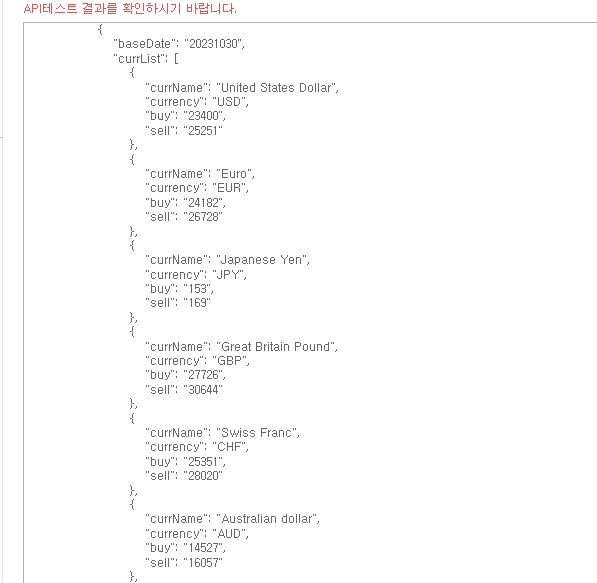 API테스트 결과를 확인하시기 바랍니다.
{
"baseDate": "20231030",
"currList": [
{
"currName": "United States Dollar",
"currency": "USD",
"buy": "23400",
"sell": "25251"
},
{
"currName": "Euro",
"currency": "EUR",
"buy": "24182",
"sell": "26728"
},
{
"currName": "Japanese Yen",
"currency": "JPY",
"buy": "153",
"sell": "169"
},
{
"currName": "Great Britain Pound",
"currency": "GBP",
"buy": "27726",
"sell": "30644"
},
{
"currName": "Swiss Franc",
"currency": "CHF",
"buy": "25351",
"sell": "28020"
},
{
"currName": "Australian dollar",
"currency": "AUD",
"buy": "14527",
"sell": "16057"
},